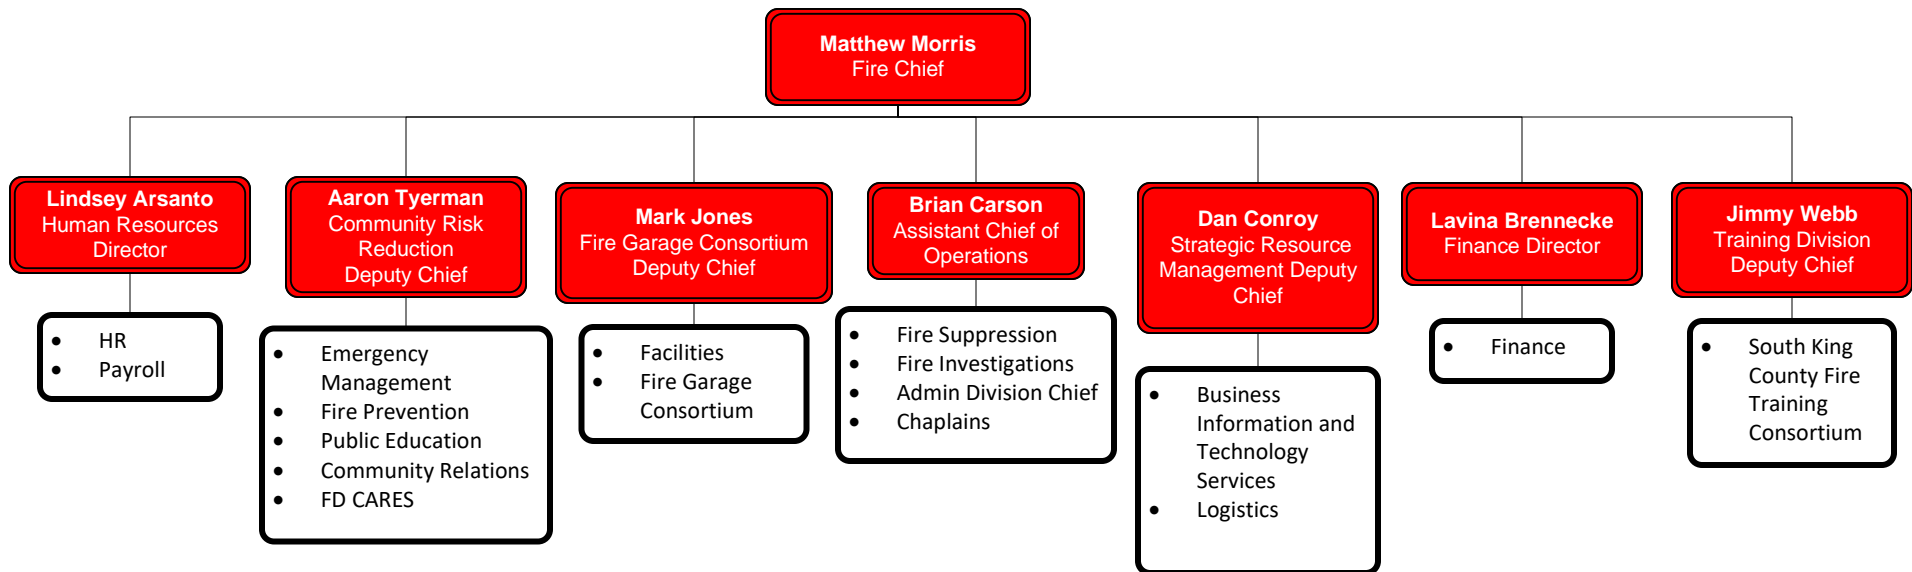 Matthew Morris
Fire Chief
Lindsey Arsanto
Human Resources
Director
• HR
• Payroll
Aaron Tyerman
Community Risk
Reduction
Deputy Chief
• Emergency
Management
• Fire Prevention
• Public Education
• Community Relations
• FD CARES
Mark Jones
Fire Garage Consortium
Deputy Chief
• Facilities
• Fire Garage
Consortium
Brian Carson
Assistant Chief of
Operations
• Fire Suppression
• Fire Investigations
• Admin Division Chief
• Chaplains
Dan Conroy
Strategic Resource
Management Deputy
Chief
• Business
Information and
Technology
Services
• Logistics
Lavina Brennecke
Finance Director
• Finance
Jimmy Webb
Training Division
Deputy Chief
• South King
County Fire
Training
Consortium